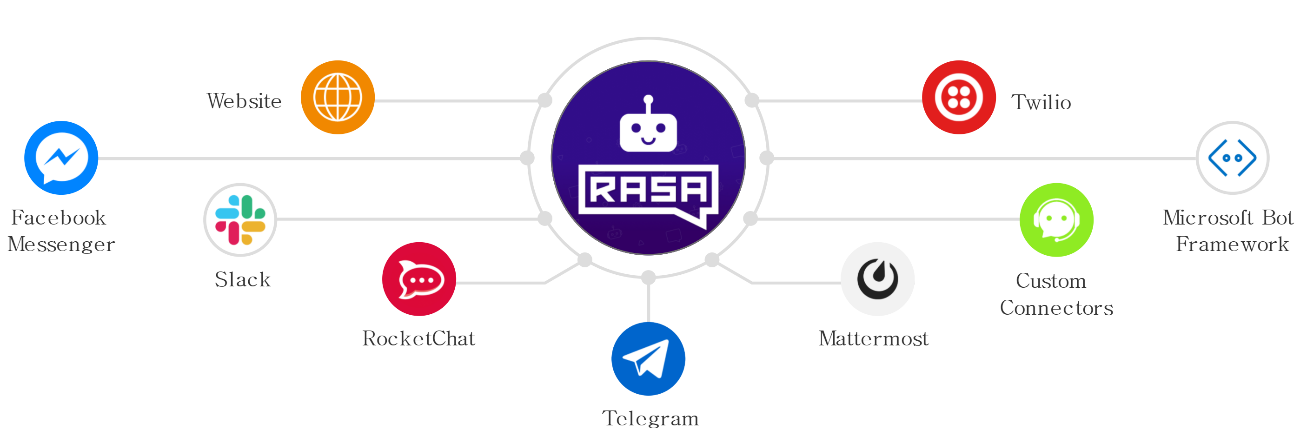 Website
Twilio
RASA
Facebook
Messenger
Slack
Microsoft Bot
Framework
Custom
Connectors
RocketChat
Mattermost
Telegram